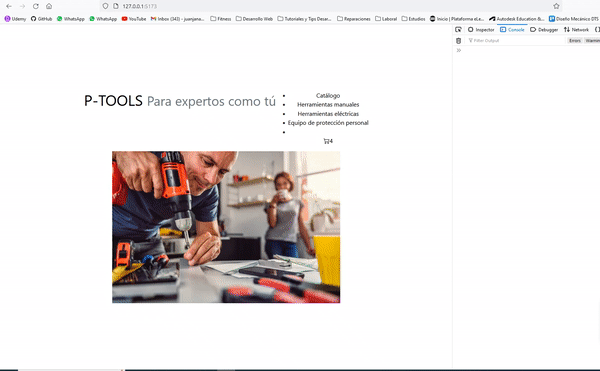 127.0.0.1:5173
Udemy GitHub WhatsApp WhatsApp YouTube Inbox (343) - juanjana... Fitness Desarrollo Web Tutoriales y Tips Desar... Reparaciones Laboral Estudios Inicio | Plataforma eLe... Autodesk Education &... Diseño Mecánico DTS
Inspector Console Debugger Network
Filter Output Errors Warnin
P-TOOLS Para expertos como tú
Catálogo
Herramientas manuales
Herramientas eléctricas
Equipo de protección personal
4